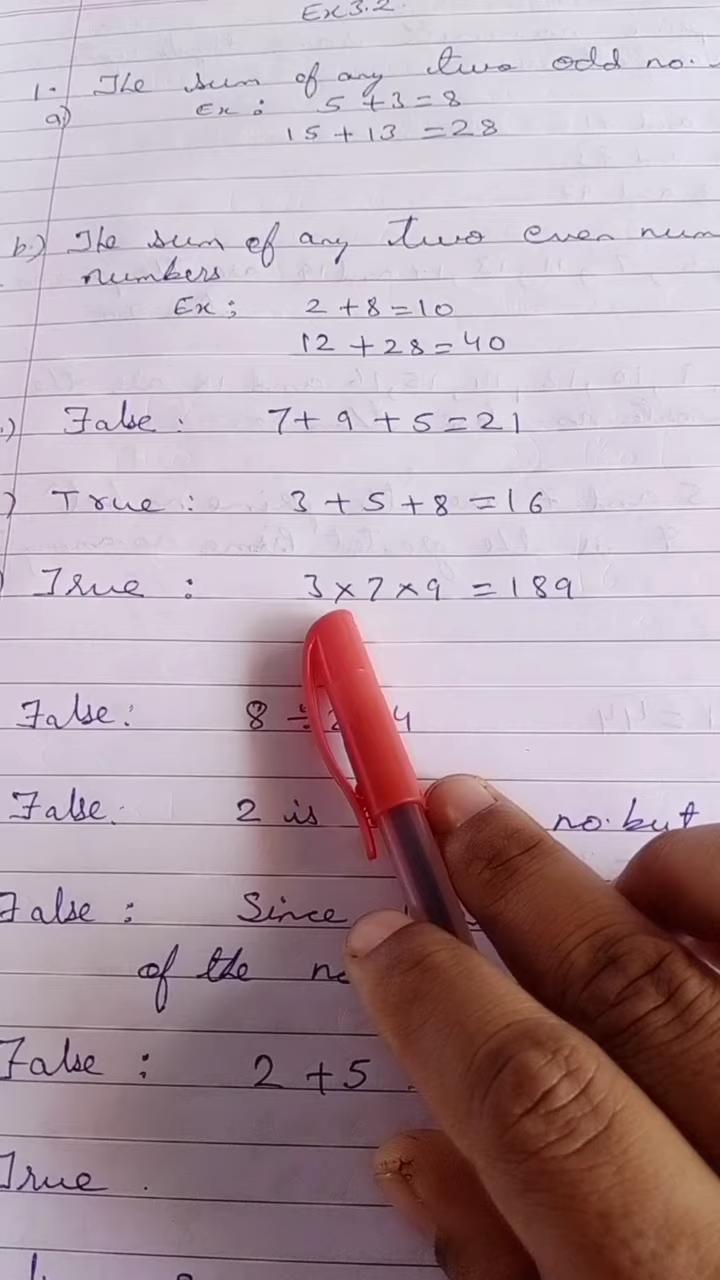 Ex 3.2
1. The sum of any two odd no.
a) Ex: 5 + 3 = 8
15 + 13 = 28
b.) The sum of any two even num
numbers
Ex; 2 + 8 = 10
12 + 28 = 40
.) False: 7 + 9 + 5 = 21
) True: 3 + 5 + 8 = 16
) True: 3 × 7 × 9 = 189
False: 8 ÷ 4
False. 2 is no. but
False: Since
of the
False: 2 + 5
True.